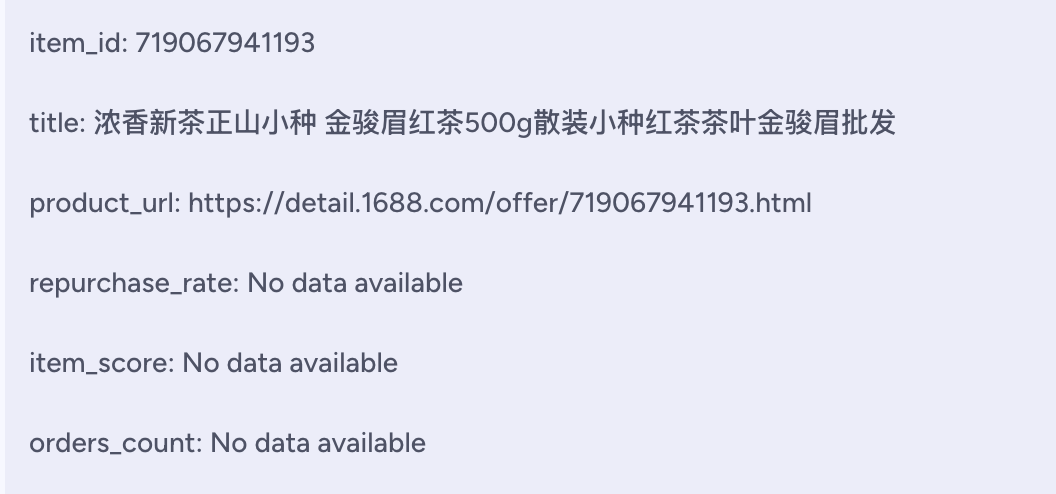 item_id: 719067941193
title: 浓香新茶正山小种 金骏眉红茶500g散装小种红茶茶叶金骏眉批发
product_url: https://detail.1688.com/offer/719067941193.html
repurchase_rate: No data available
item_score: No data available
orders_count: No data available